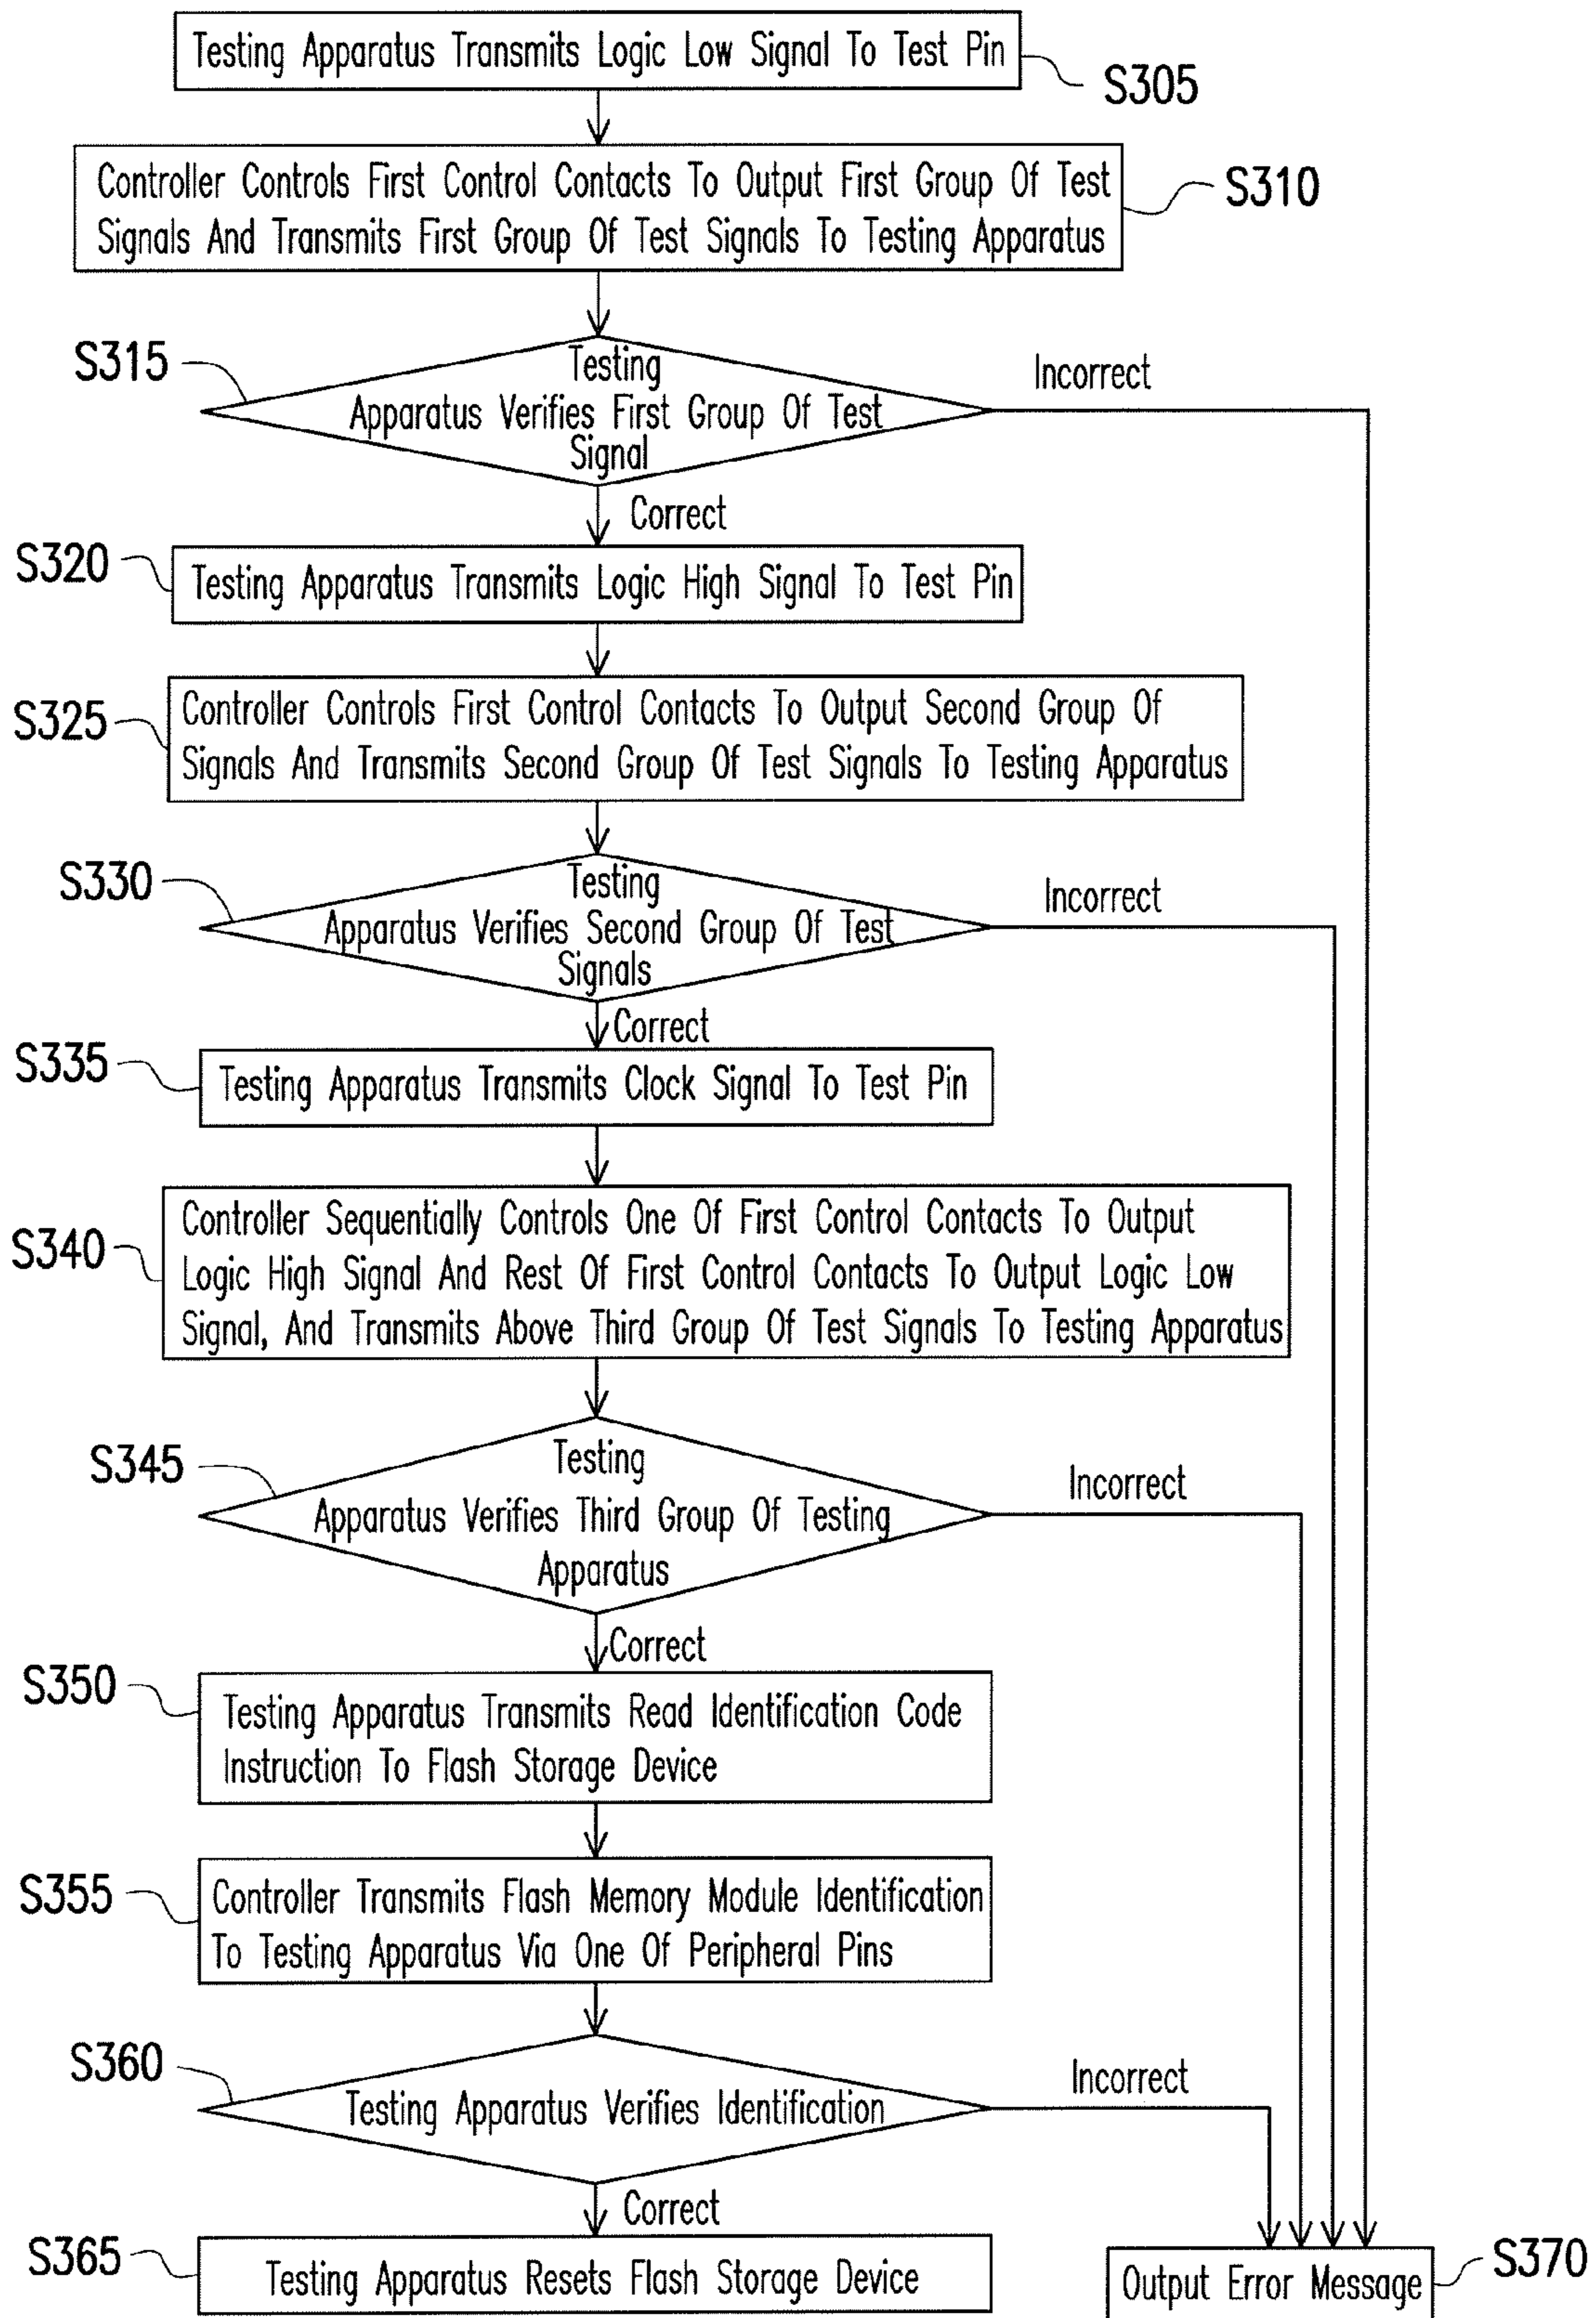 Testing Apparatus Transmits Logic Low Signal To Test Pin
S305
Controller Controls First Control Contacts To Output First Group Of Test
Signals And Transmits First Group Of Test Signals To Testing Apparatus
S310
S315
Testing
Apparatus Verifies First Group Of Test
Signal
Incorrect
Correct
S320
Testing Apparatus Transmits Logic High Signal To Test Pin
S325
Controller Controls First Control Contacts To Output Second Group Of
Signals And Transmits Second Group Of Test Signals To Testing Apparatus
S330
Testing
Apparatus Verifies Second Group Of Test
Signals
Incorrect
Correct
S335
Testing Apparatus Transmits Clock Signal To Test Pin
S340
Controller Sequentially Controls One Of First Control Contacts To Output
Logic High Signal And Rest Of First Control Contacts To Output Logic Low
Signal, And Transmits Above Third Group Of Test Signals To Testing Apparatus
S345
Testing
Apparatus Verifies Third Group Of Testing
Apparatus
Incorrect
Correct
S350
Testing Apparatus Transmits Read Identification Code
Instruction To Flash Storage Device
S355
Controller Transmits Flash Memory Module Identification
To Testing Apparatus Via One Of Peripheral Pins
S360
Testing Apparatus Verifies Identification
Incorrect
Correct
S365
Testing Apparatus Resets Flash Storage Device
Output Error Message
S370